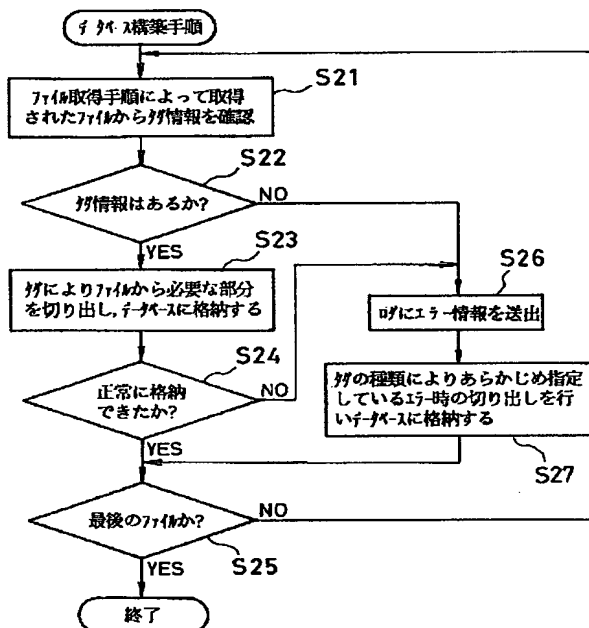 データベース構築手順
S21
ファイル取得手順によって取得
されたファイルからタグ情報を確認
S22
タグ情報はあるか?
NO
YES
S23
タグによりファイルから必要な部分
を切り出し,データベースに格納する
S24
正常に格納
できたか?
NO
YES
S26
ログにエラー情報を送出
タグの種類によりあらかじめ指定
しているエラー時の切り出しを行
いデータベースに格納する
S27
最後のファイルか?
NO
S25
YES
終了